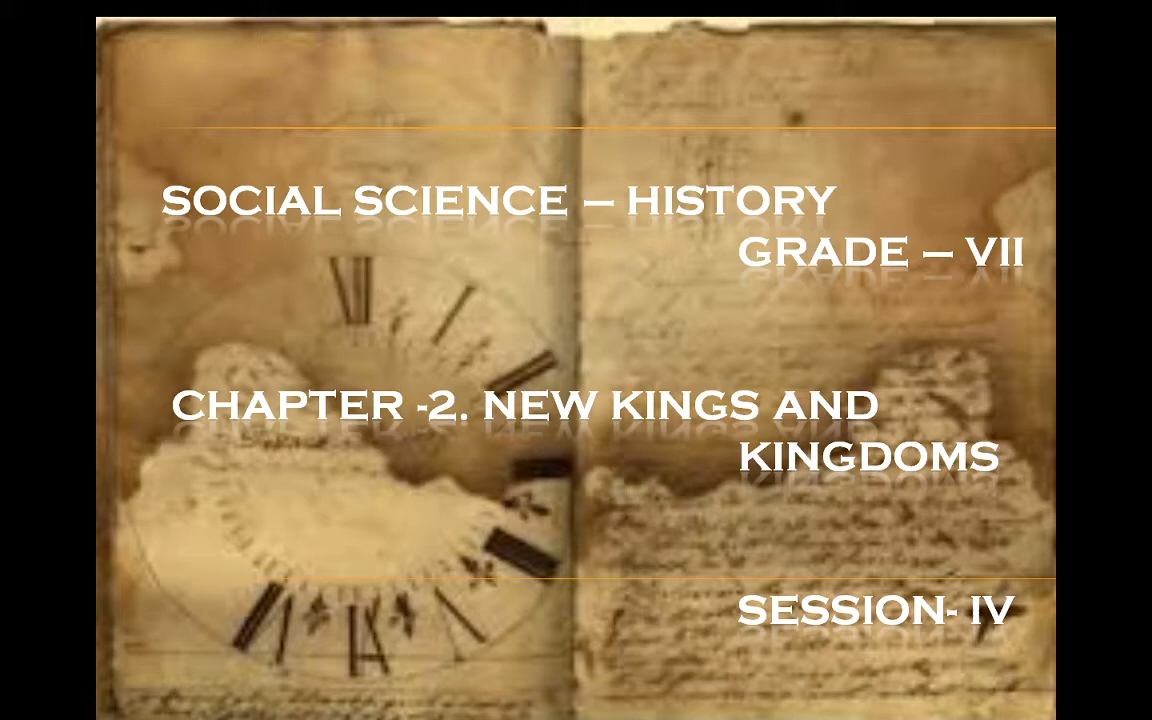 SOCIAL SCIENCE – HISTORY
GRADE – VII
CHAPTER -2. NEW KINGS AND
KINGDOMS
SESSION- IV